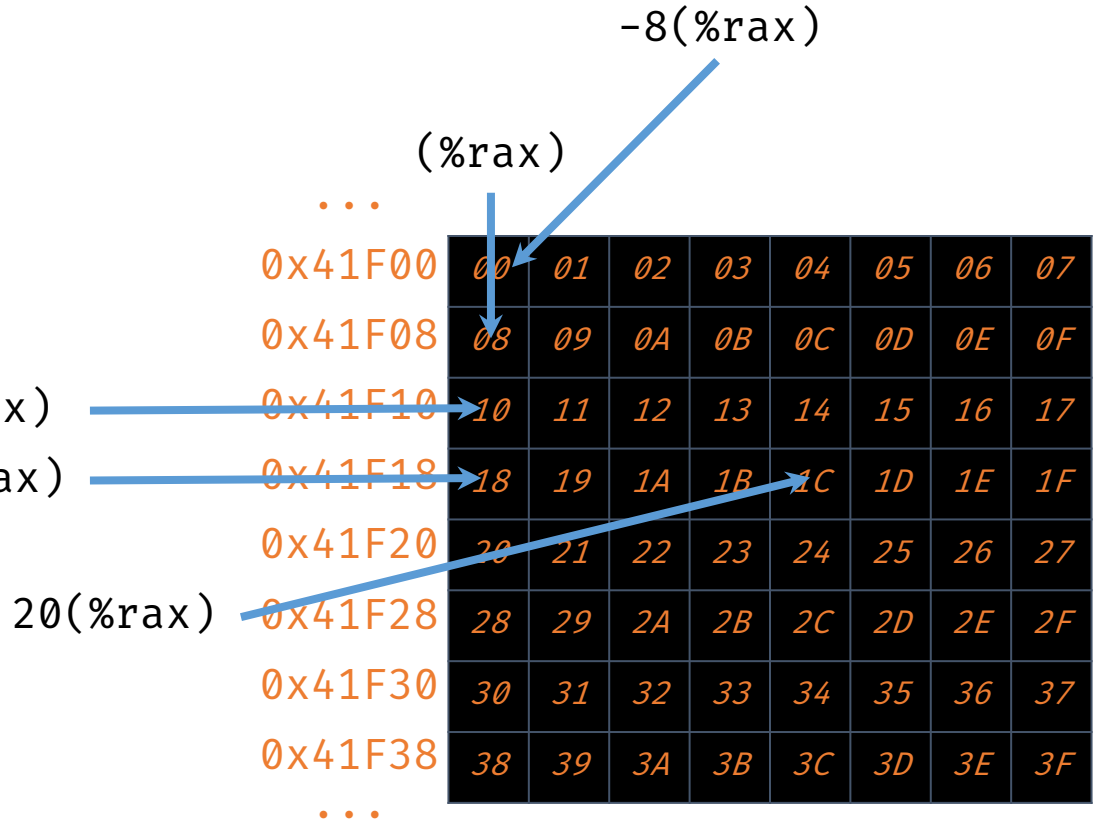 -8(%rax)
(%rax)
...
0x41F00 00 01 02 03 04 05 06 07
0x41F08 08 09 0A 0B 0C 0D 0E 0F
x) 0x41F10 10 11 12 13 14 15 16 17
ax) 0x41F18 18 19 1A 1B 1C 1D 1E 1F
0x41F20 20 21 22 23 24 25 26 27
20(%rax) 0x41F28 28 29 2A 2B 2C 2D 2E 2F
0x41F30 30 31 32 33 34 35 36 37
0x41F38 38 39 3A 3B 3C 3D 3E 3F
...